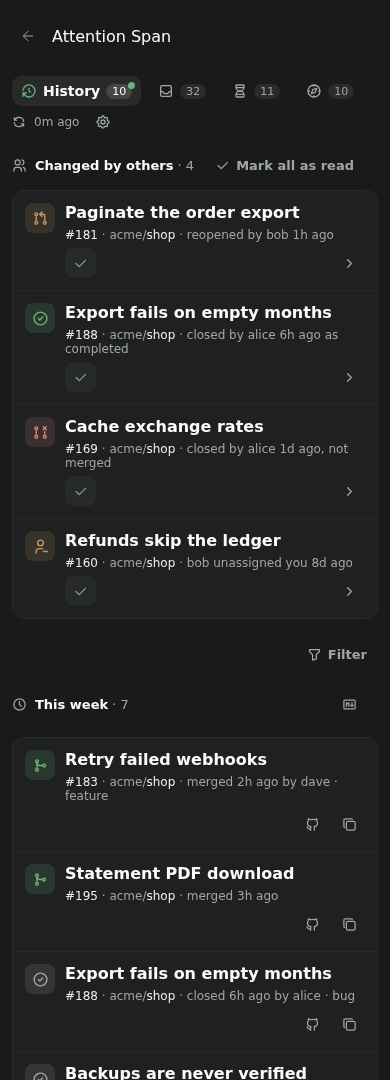 Attention Span
History 10 32 11 10
0m ago
Changed by others · 4 Mark all as read
Paginate the order export
#181 · acme/shop · reopened by bob 1h ago
Export fails on empty months
#188 · acme/shop · closed by alice 6h ago as
completed
Cache exchange rates
#169 · acme/shop · closed by alice 1d ago, not
merged
Refunds skip the ledger
#160 · acme/shop · bob unassigned you 8d ago
Filter
This week · 7
Retry failed webhooks
#183 · acme/shop · merged 2h ago by dave ·
feature
Statement PDF download
#195 · acme/shop · merged 3h ago
Export fails on empty months
#188 · acme/shop · closed 6h ago by alice · bug
Backups are never verified